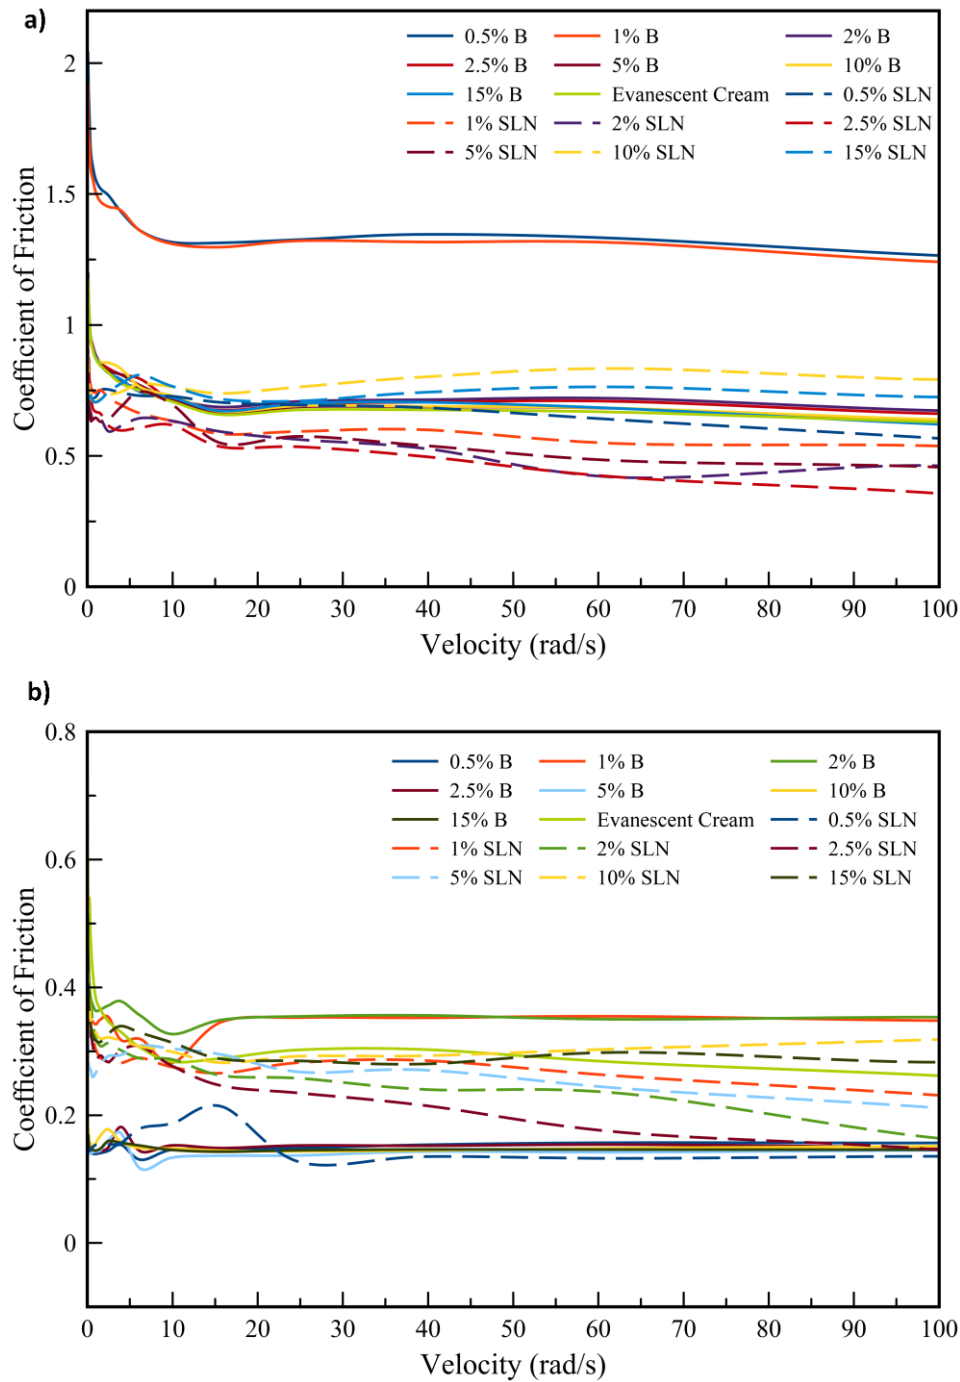 a)
0.5% B 1% B 2% B
2.5% B 5% B 10% B
15% B Evanescent Cream 0.5% SLN
1% SLN 2% SLN 2.5% SLN
5% SLN 10% SLN 15% SLN
2
1.5
1
0.5
0
Coefficient of Friction
0 10 20 30 40 50 60 70 80 90 100
Velocity (rad/s)
b)
0.5% B 1% B 2% B
2.5% B 5% B 10% B
15% B Evanescent Cream 0.5% SLN
1% SLN 2% SLN 2.5% SLN
5% SLN 10% SLN 15% SLN
0.8
0.6
0.4
0.2
0
Coefficient of Friction
0 10 20 30 40 50 60 70 80 90 100
Velocity (rad/s)